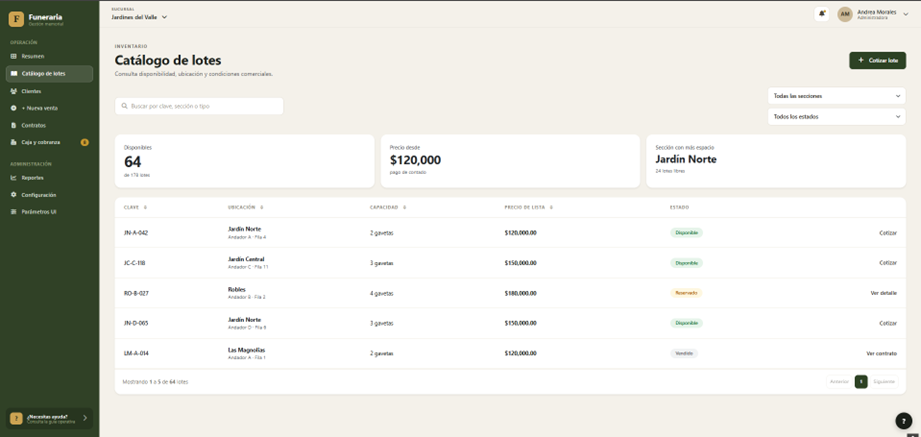 F
Funeraria
Gestión memorial
OPERACIÓN
Resumen
Catálogo de lotes
Clientes
+ Nueva venta
Contratos
Caja y cobranza
ADMINISTRACIÓN
Reportes
Configuración
Parámetros UI
?
¿Necesitas ayuda?
Consulta la guía operativa
SUCURSAL
Jardines del Valle
AM
Andrea Morales
Administradora
INVENTARIO
Catálogo de lotes
Consulta disponibilidad, ubicación y condiciones comerciales.
+ Cotizar lote
Buscar por clave, sección o tipo
Todas las secciones
Todos los estados
Disponibles
64
de 178 lotes
Precio desde
$120,000
pago de contado
Sección con más espacio
Jardín Norte
24 lotes libres
CLAVE UBICACIÓN CAPACIDAD PRECIO DE LISTA ESTADO
JN-A-042 Jardín Norte 2 gavetas $120,000.00 Disponible Cotizar
Andador A · Fila 4
JC-C-118 Jardín Central 3 gavetas $150,000.00 Disponible Cotizar
Andador C · Fila 11
RO-B-027 Robles 4 gavetas $180,000.00 Reservado Ver detalle
Andador B · Fila 2
JN-D-065 Jardín Norte 3 gavetas $150,000.00 Disponible Cotizar
Andador D · Fila 6
LM-A-014 Las Magnolias 2 gavetas $120,000.00 Vendido Ver contrato
Andador A · Fila 1
Mostrando 1 a 5 de 64 lotes
Anterior 1 Siguiente
?